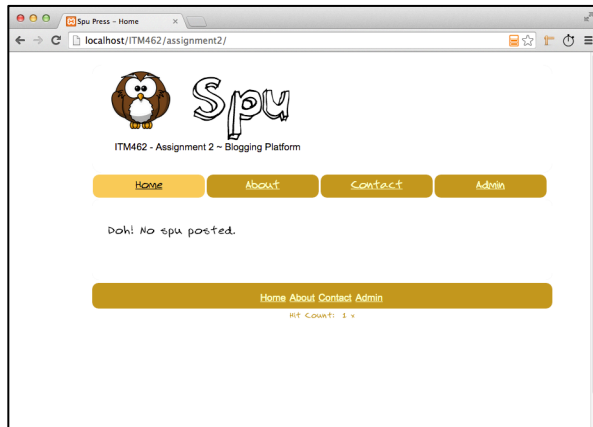 Spu Press - Home
localhost/ITM462/assignment2/
Spu
ITM462 - Assignment 2 ~ Blogging Platform
Home About Contact Admin
Doh! No spu posted.
Home About Contact Admin
Hit Count: 1 v